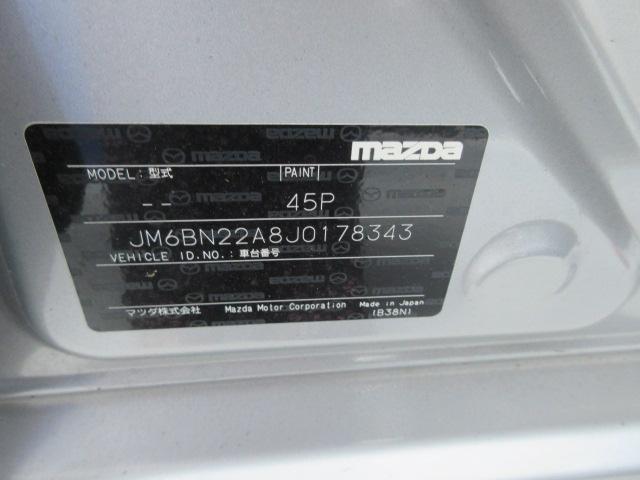 mazda
MODEL: 型式 PAINT
-- 45P
JM6BN22A8J0178343
VEHICLE ID.NO.: 車台番号
マツダ株式会社 Mazda Motor Corporation Made in Japan
(B38N)